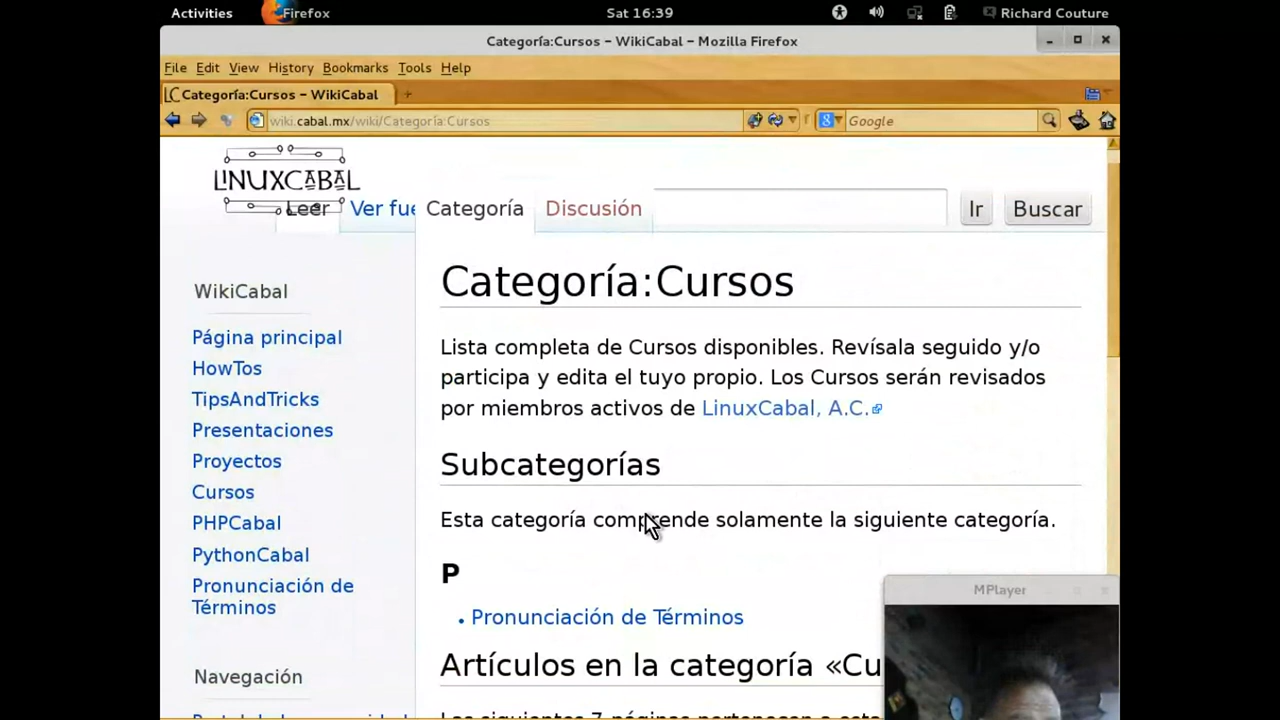 Activities Firefox Sat 16:39 Richard Couture
Categoría:Cursos – WikiCabal – Mozilla Firefox
File Edit View History Bookmarks Tools Help
Categoría:Cursos – WikiCabal
wiki.cabal.mx/wiki/Categoría:Cursos Google
LINUXCABAL
Leer Ver fue Categoría Discusión Ir Buscar
Categoría:Cursos
Lista completa de Cursos disponibles. Revísala seguido y/o
participa y edita el tuyo propio. Los Cursos serán revisados
por miembros activos de LinuxCabal, A.C.
Subcategorías
Esta categoría comprende solamente la siguiente categoría.
P
• Pronunciación de Términos
Artículos en la categoría «Cu
WikiCabal
Página principal
HowTos
TipsAndTricks
Presentaciones
Proyectos
Cursos
PHPCabal
PythonCabal
Pronunciación de
Términos
Navegación
MPlayer